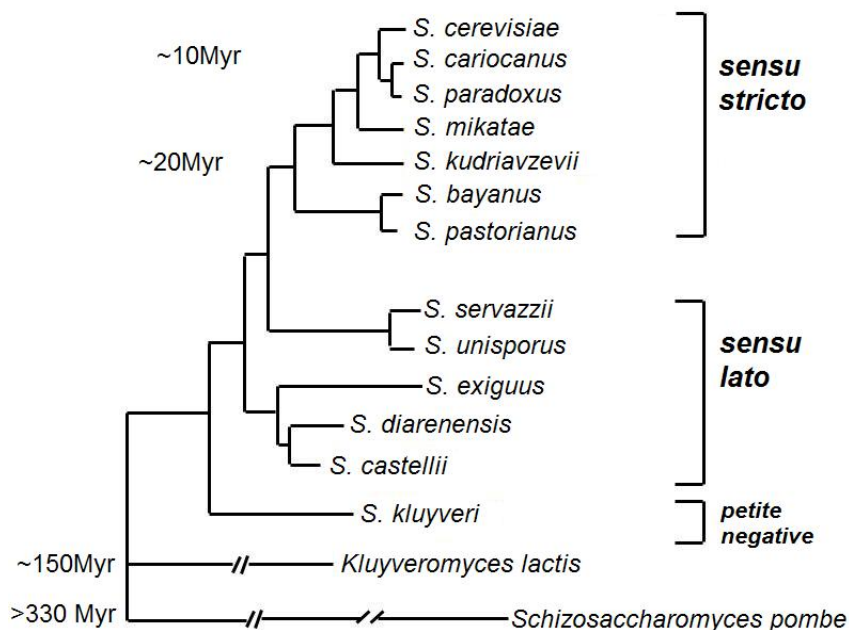 S. cerevisiae
~10Myr
S. cariocanus
sensu
stricto
S. paradoxus
S. mikatae
~20Myr
S. kudriavzevii
S. bayanus
S. pastorianus
S. servazzii
sensu
lato
S. unisporus
S. exiguus
S. diarenensis
S. castellii
S. kluyveri
petite
negative
~150Myr
Kluyveromyces lactis
>330 Myr
Schizosaccharomyces pombe